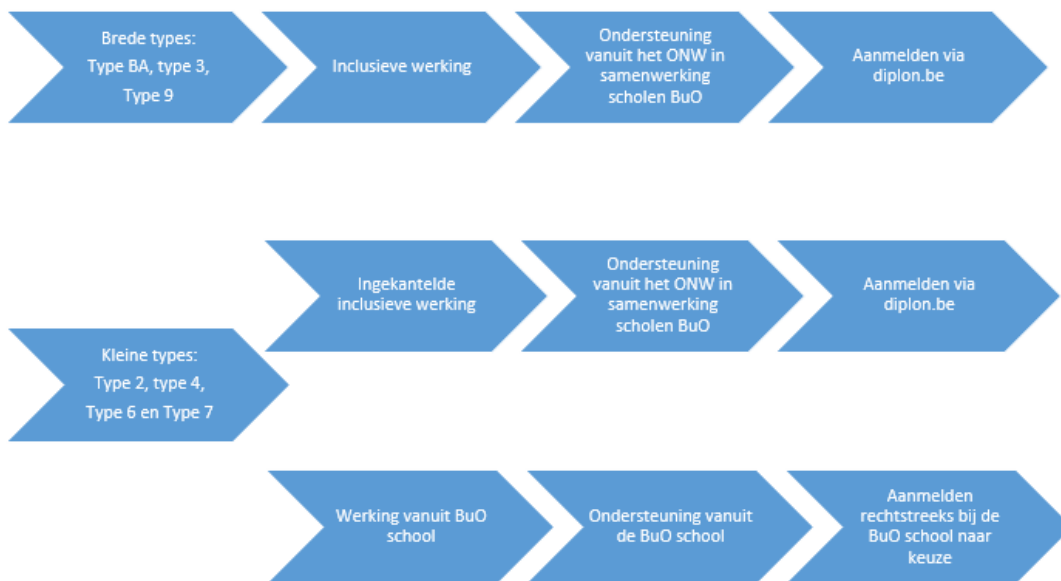 Brede types:
Type BA, type 3,
Type 9
Inclusieve werking
Ondersteuning
vanuit het ONW in
samenwerking
scholen BuO
Aanmelden via
diplon.be
Kleine types:
Type 2, type 4,
Type 6 en Type 7
Ingekantelde
inclusieve werking
Ondersteuning
vanuit het ONW in
samenwerking
scholen BuO
Aanmelden via
diplon.be
Werking vanuit BuO
school
Ondersteuning vanuit
de BuO school
Aanmelden
rechtstreeks bij de
BuO school naar
keuze